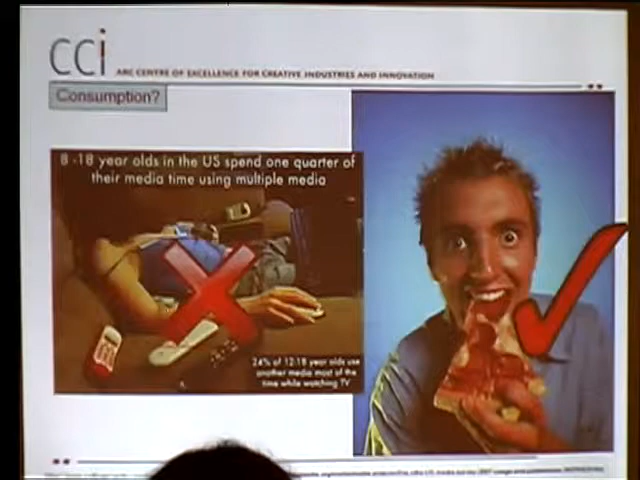 CCi
ARC CENTRE OF EXCELLENCE FOR CREATIVE INDUSTRIES AND INNOVATION
Consumption?
8 -18 year olds in the US spend one quarter of
their media time using multiple media
24% of 12-18 year olds use
another media most of the
time while watching TV